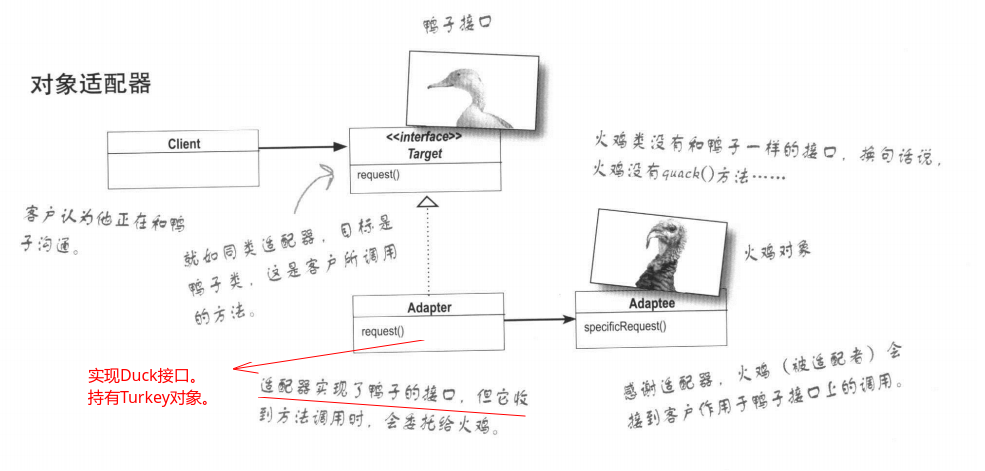 鸭子接口
对象适配器
Client
<<interface>>
Target
request()
火鸡类没有和鸭子一样的接口，换句话说，
火鸡没有quack()方法……
客户认为他正在和鸭
子沟通。
就如同类适配器，目标是
鸭子类，这是客户所调用
的方法。
火鸡对象
Adapter
request()
Adaptee
specificRequest()
实现Duck接口。
持有Turkey对象。
适配器实现了鸭子的接口，但它收
到方法调用时，会委托给火鸡。
感谢适配器，火鸡（被适配者）会
接到客户作用于鸭子接口上的调用。